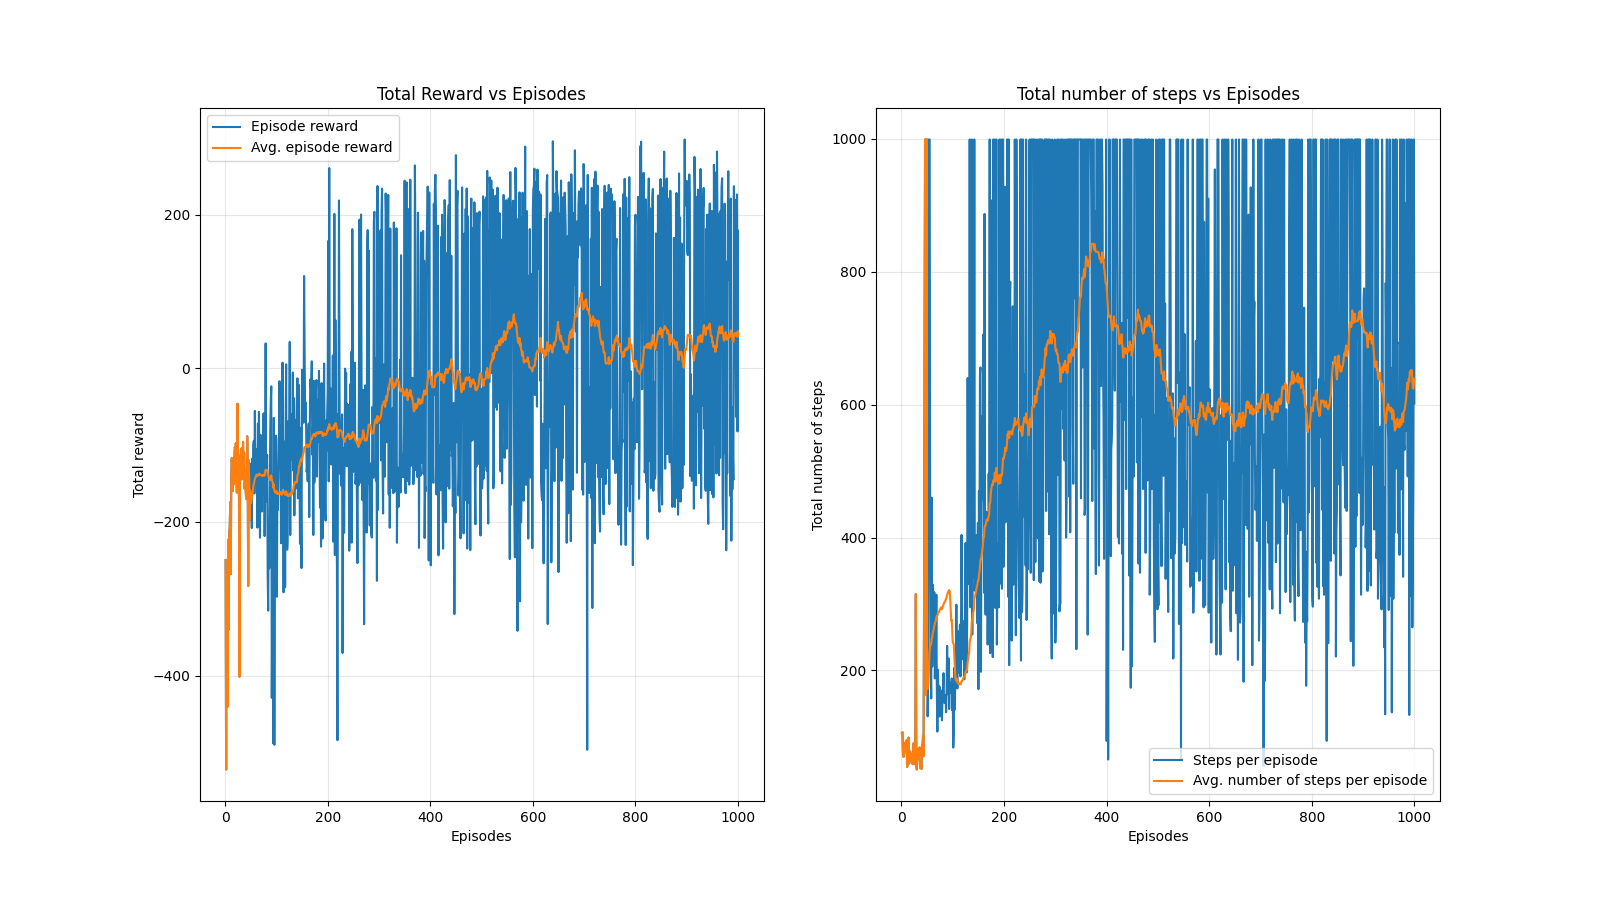 Total Reward vs Episodes
Episode reward
Avg. episode reward
200
0
−200
−400
Total reward
0
200
400
600
800
1000
Episodes
Total number of steps vs Episodes
1000
800
600
400
200
Total number of steps
Steps per episode
Avg. number of steps per episode
0
200
400
600
800
1000
Episodes